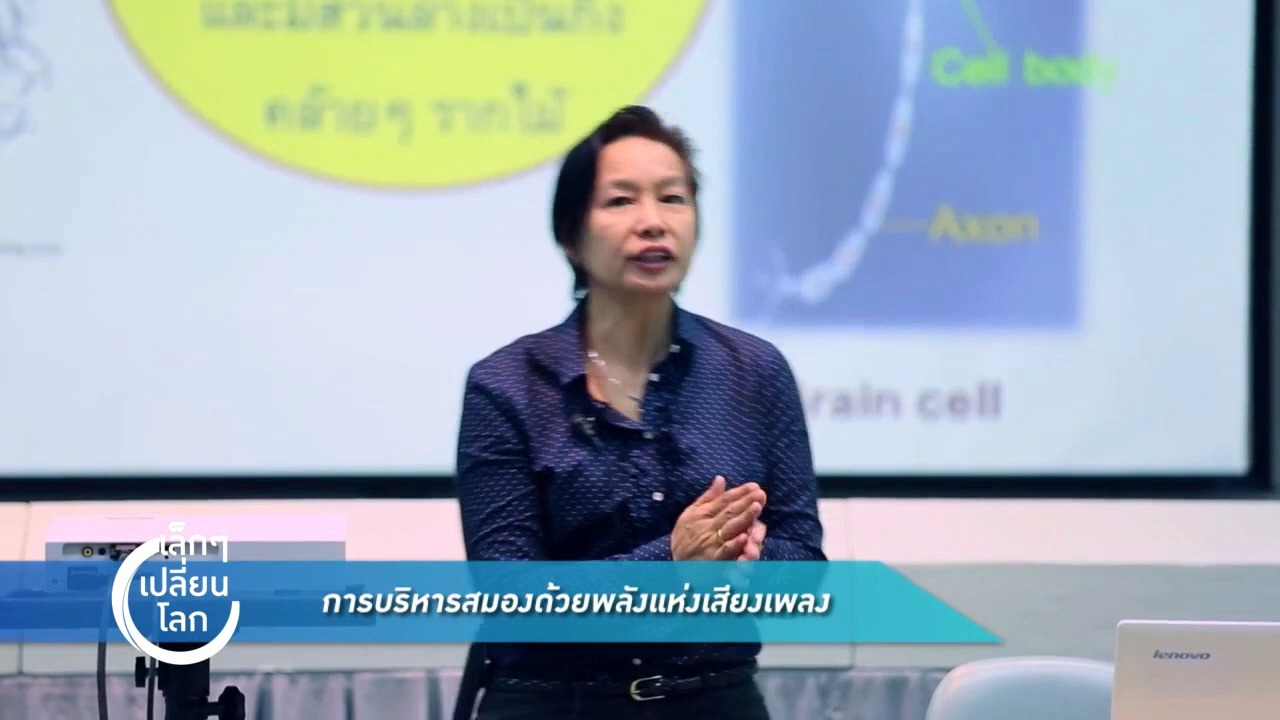 และมีส่วนล่างเป็นกิ่ง
คล้ายๆ รากไม้
Cell body
Axon
rain cell
เล็กๆ
เปลี่ยน
โลก
การบริหารสมองด้วยพลังแห่งเสียงเพลง
lenovo